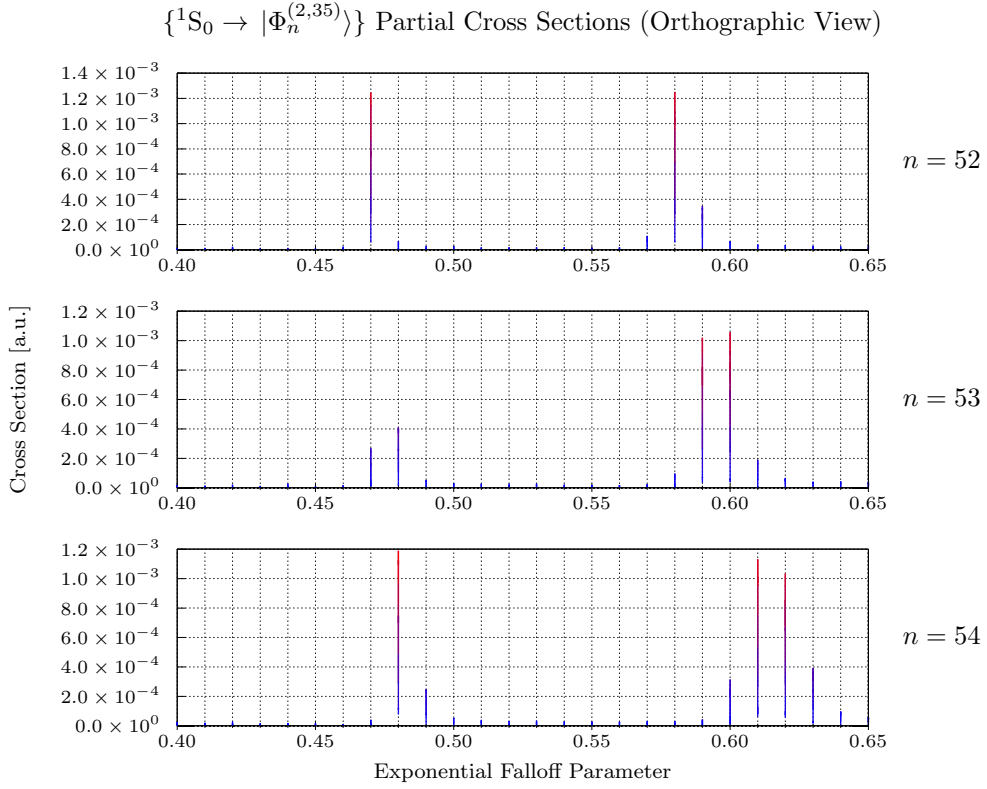 {¹S₀ → |Φₙ^(2,35)⟩} Partial Cross Sections (Orthographic View)
1.4 × 10⁻³
1.2 × 10⁻³
1.0 × 10⁻³
8.0 × 10⁻⁴
6.0 × 10⁻⁴
4.0 × 10⁻⁴
2.0 × 10⁻⁴
0.0 × 10⁰
0.40 0.45 0.50 0.55 0.60 0.65
n = 52
1.2 × 10⁻³
1.0 × 10⁻³
8.0 × 10⁻⁴
6.0 × 10⁻⁴
4.0 × 10⁻⁴
2.0 × 10⁻⁴
0.0 × 10⁰
0.40 0.45 0.50 0.55 0.60 0.65
n = 53
Cross Section [a.u.]
1.2 × 10⁻³
1.0 × 10⁻³
8.0 × 10⁻⁴
6.0 × 10⁻⁴
4.0 × 10⁻⁴
2.0 × 10⁻⁴
0.0 × 10⁰
0.40 0.45 0.50 0.55 0.60 0.65
n = 54
Exponential Falloff Parameter